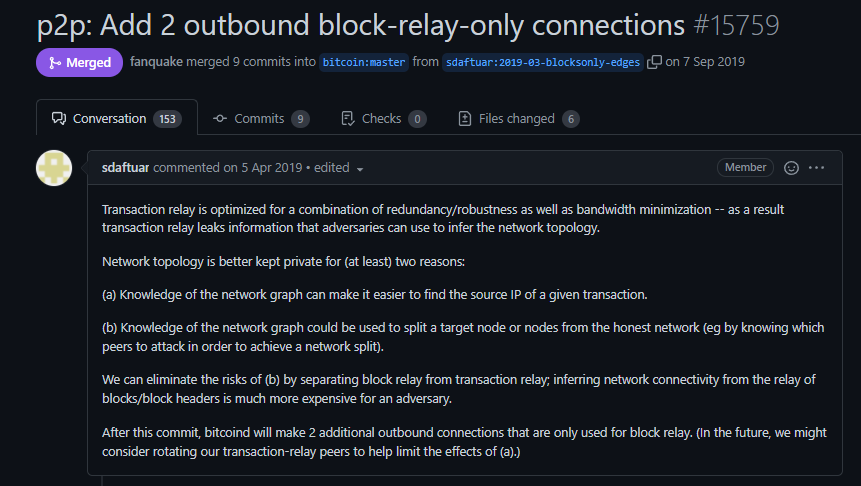 p2p: Add 2 outbound block-relay-only connections #15759
Merged fanquake merged 9 commits into bitcoin:master from sdaftuar:2019-03-blocksonly-edges on 7 Sep 2019
Conversation 153 Commits 9 Checks 0 Files changed 6
sdaftuar commented on 5 Apr 2019 • edited Member
Transaction relay is optimized for a combination of redundancy/robustness as well as bandwidth minimization -- as a result
transaction relay leaks information that adversaries can use to infer the network topology.
Network topology is better kept private for (at least) two reasons:
(a) Knowledge of the network graph can make it easier to find the source IP of a given transaction.
(b) Knowledge of the network graph could be used to split a target node or nodes from the honest network (eg by knowing which
peers to attack in order to achieve a network split).
We can eliminate the risks of (b) by separating block relay from transaction relay; inferring network connectivity from the relay of
blocks/block headers is much more expensive for an adversary.
After this commit, bitcoind will make 2 additional outbound connections that are only used for block relay. (In the future, we might
consider rotating our transaction-relay peers to help limit the effects of (a).)